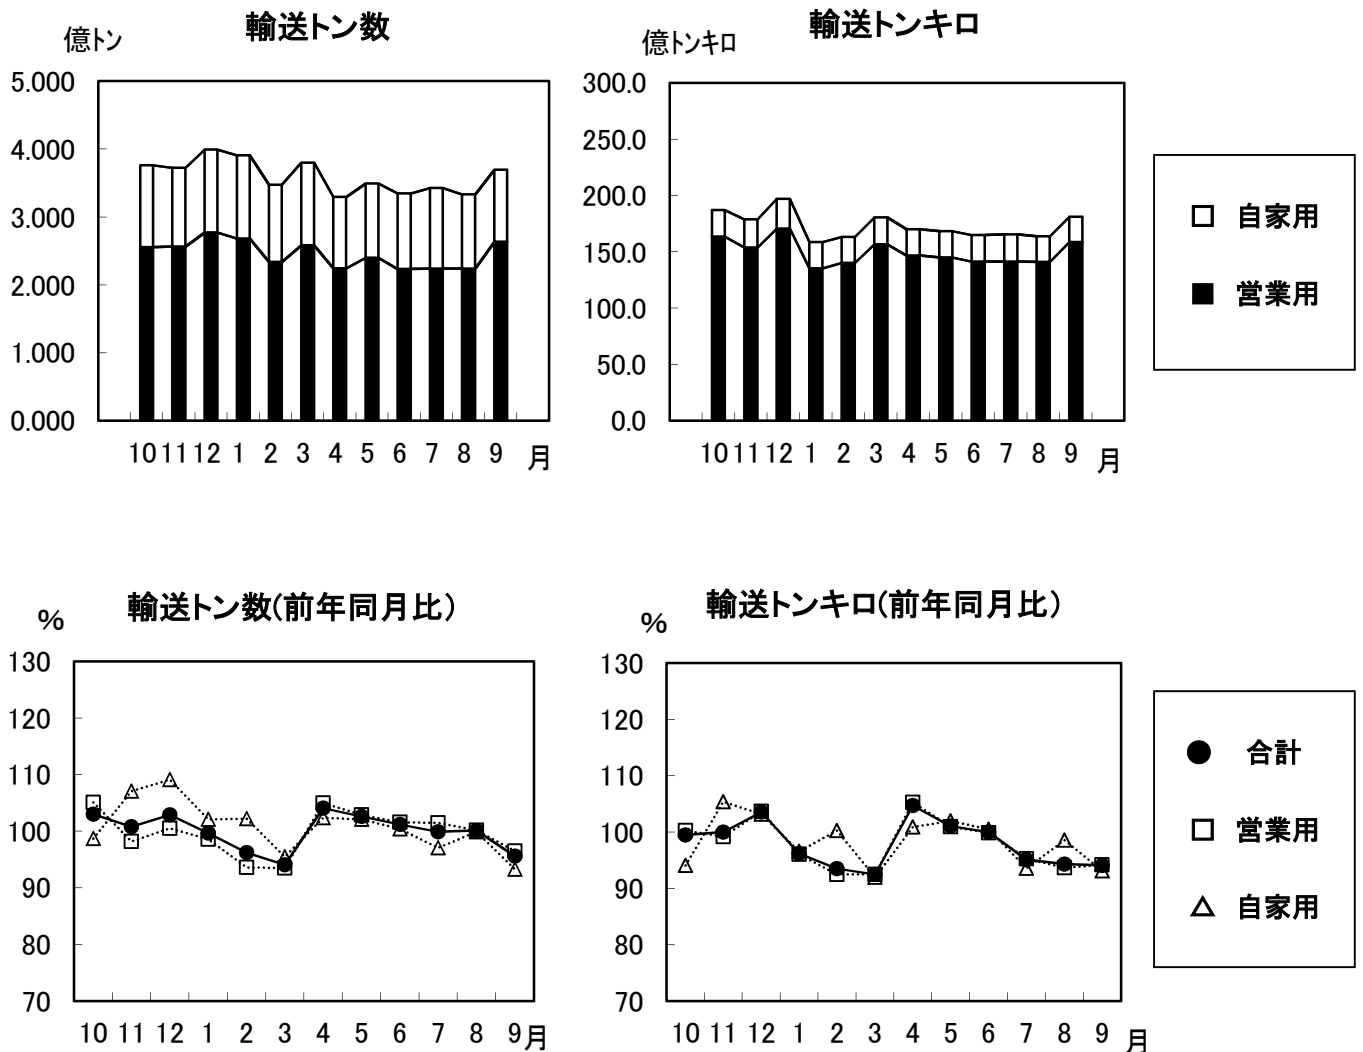 輸送トン数
億トン
5.000
4.000
3.000
2.000
1.000
0.000
10 11 12 1 2 3 4 5 6 7 8 9 月
輸送トンキロ
億トンキロ
300.0
250.0
200.0
150.0
100.0
50.0
0.0
10 11 12 1 2 3 4 5 6 7 8 9 月
自家用
営業用
輸送トン数(前年同月比)
%
130
120
110
100
90
80
70
10 11 12 1 2 3 4 5 6 7 8 9 月
輸送トンキロ(前年同月比)
%
130
120
110
100
90
80
70
10 11 12 1 2 3 4 5 6 7 8 9 月
合計
営業用
自家用